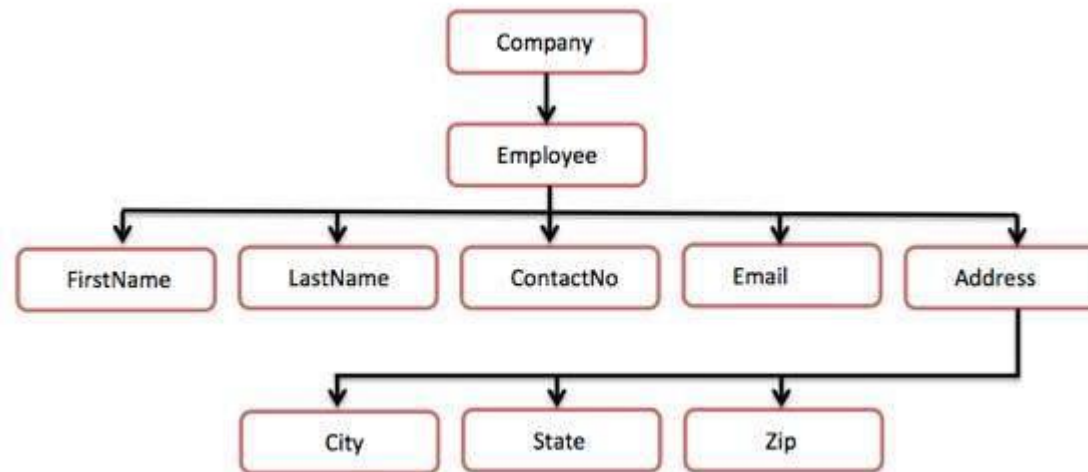 Company
Employee
FirstName
LastName
ContactNo
Email
Address
City
State
Zip